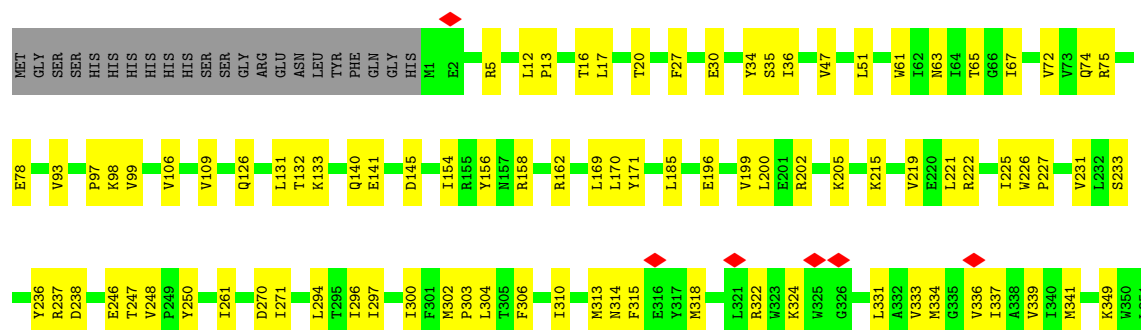 MET GLY SER SER HIS HIS HIS HIS HIS HIS SER SER GLY ARG GLU ASN LEU TYR PHE GLN GLY HIS M1 E2 R5 L12 P13 T16 L17 T20 F27 E30 Y34 S35 I36 V47 L51 W61 I62 N63 I64 T65 G66 I67 V72 V73 Q74 R75
E78 V93 P97 K98 V99 V106 V109 Q126 L131 T132 K133 Q140 E141 D145 I154 R155 Y156 N157 R158 R162 L169 L170 Y171 L185 E196 V199 L200 E201 R202 K205 K215 V219 E220 L221 R222 I225 W226 P227 V231 L232 S233
Y236 R237 D238 E246 T247 V248 P249 Y250 I261 D270 I271 L294 T295 I296 I297 I300 F301 M302 P303 L304 T305 F306 I310 M313 N314 F315 E316 Y317 M318 L321 R322 W323 K324 W325 G326 L331 A332 V333 M334 G335 V336 I337 A338 V339 I340 M341 K349 W350